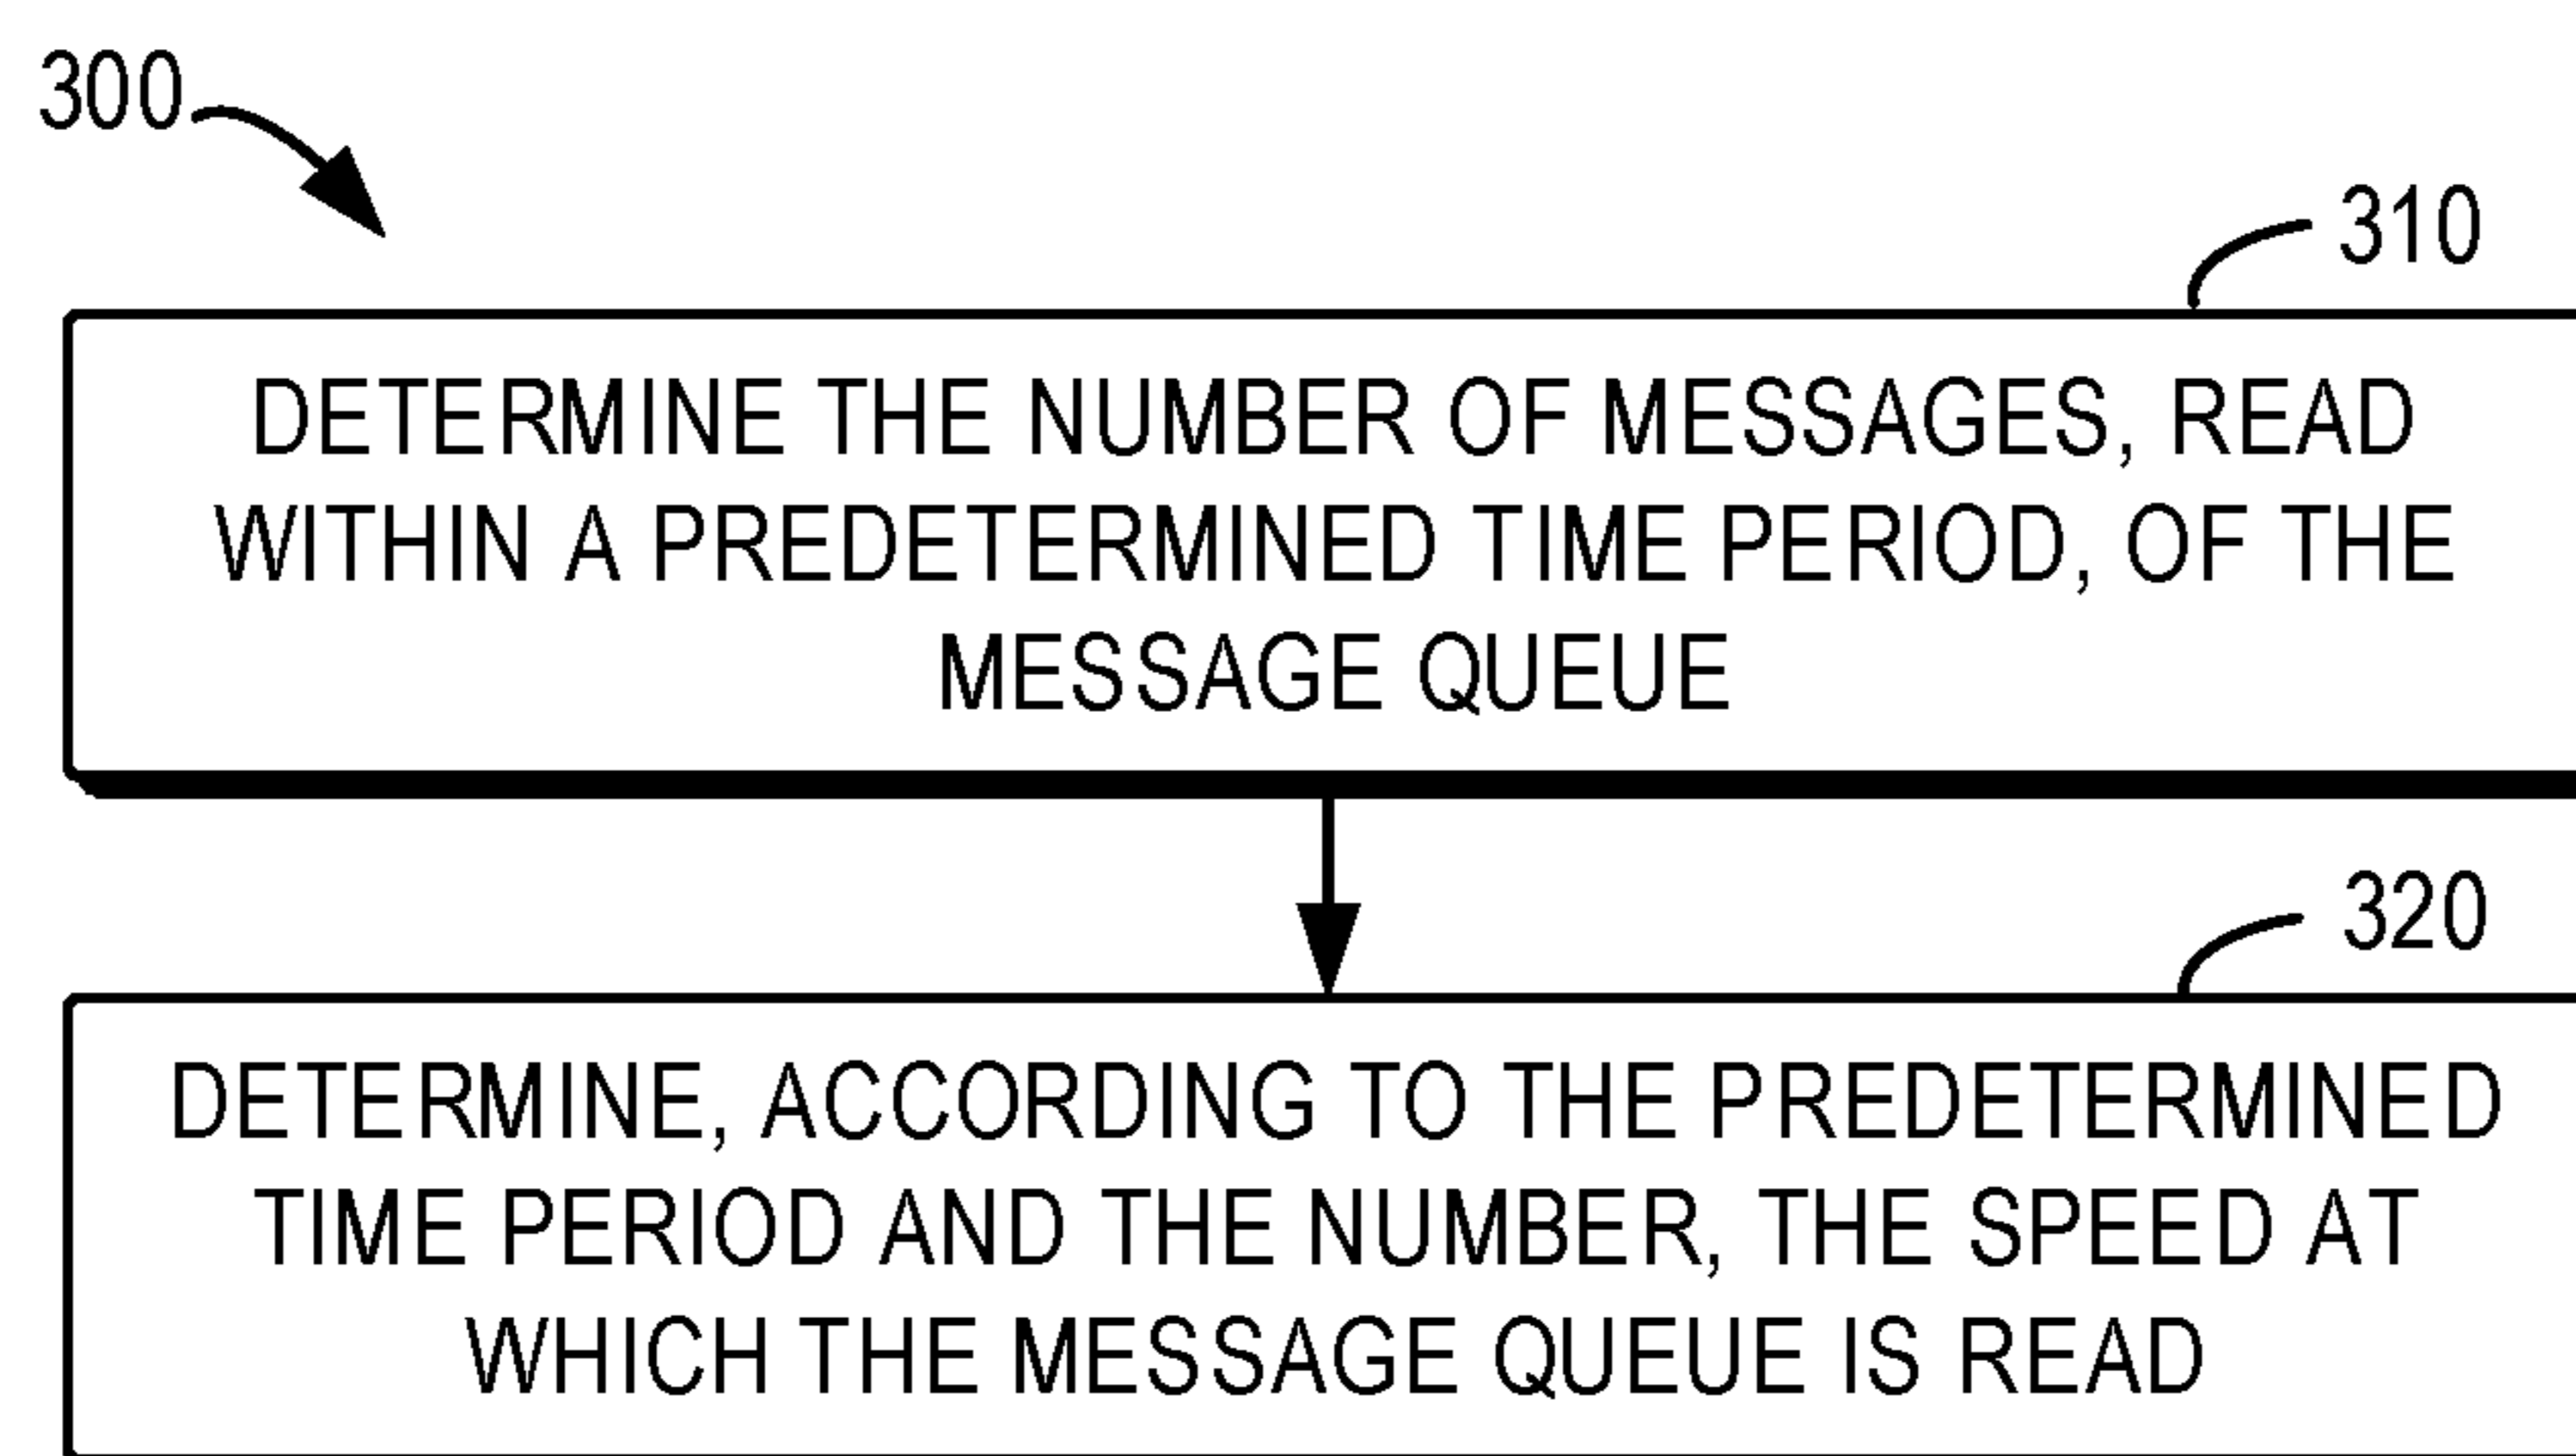 300
310
DETERMINE THE NUMBER OF MESSAGES, READ
WITHIN A PREDETERMINED TIME PERIOD, OF THE
MESSAGE QUEUE
320
DETERMINE, ACCORDING TO THE PREDETERMINED
TIME PERIOD AND THE NUMBER, THE SPEED AT
WHICH THE MESSAGE QUEUE IS READ